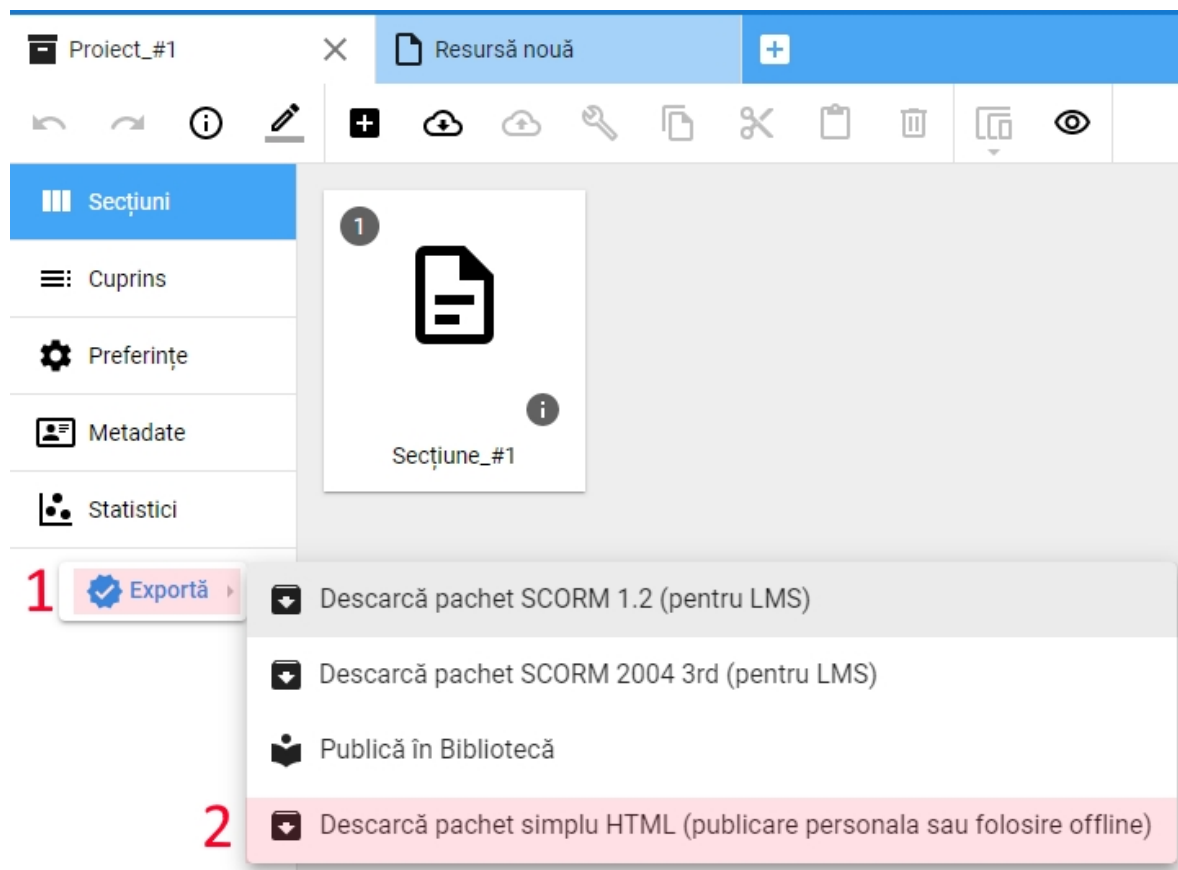 Proiect_#1
Resursă nouă
Secțiuni
1
Cuprins
Preferințe
Metadate
Secțiune_#1
Statistici
1 Exportă
Descarcă pachet SCORM 1.2 (pentru LMS)
Descarcă pachet SCORM 2004 3rd (pentru LMS)
Publică în Bibliotecă
2 Descarcă pachet simplu HTML (publicare personala sau folosire offline)